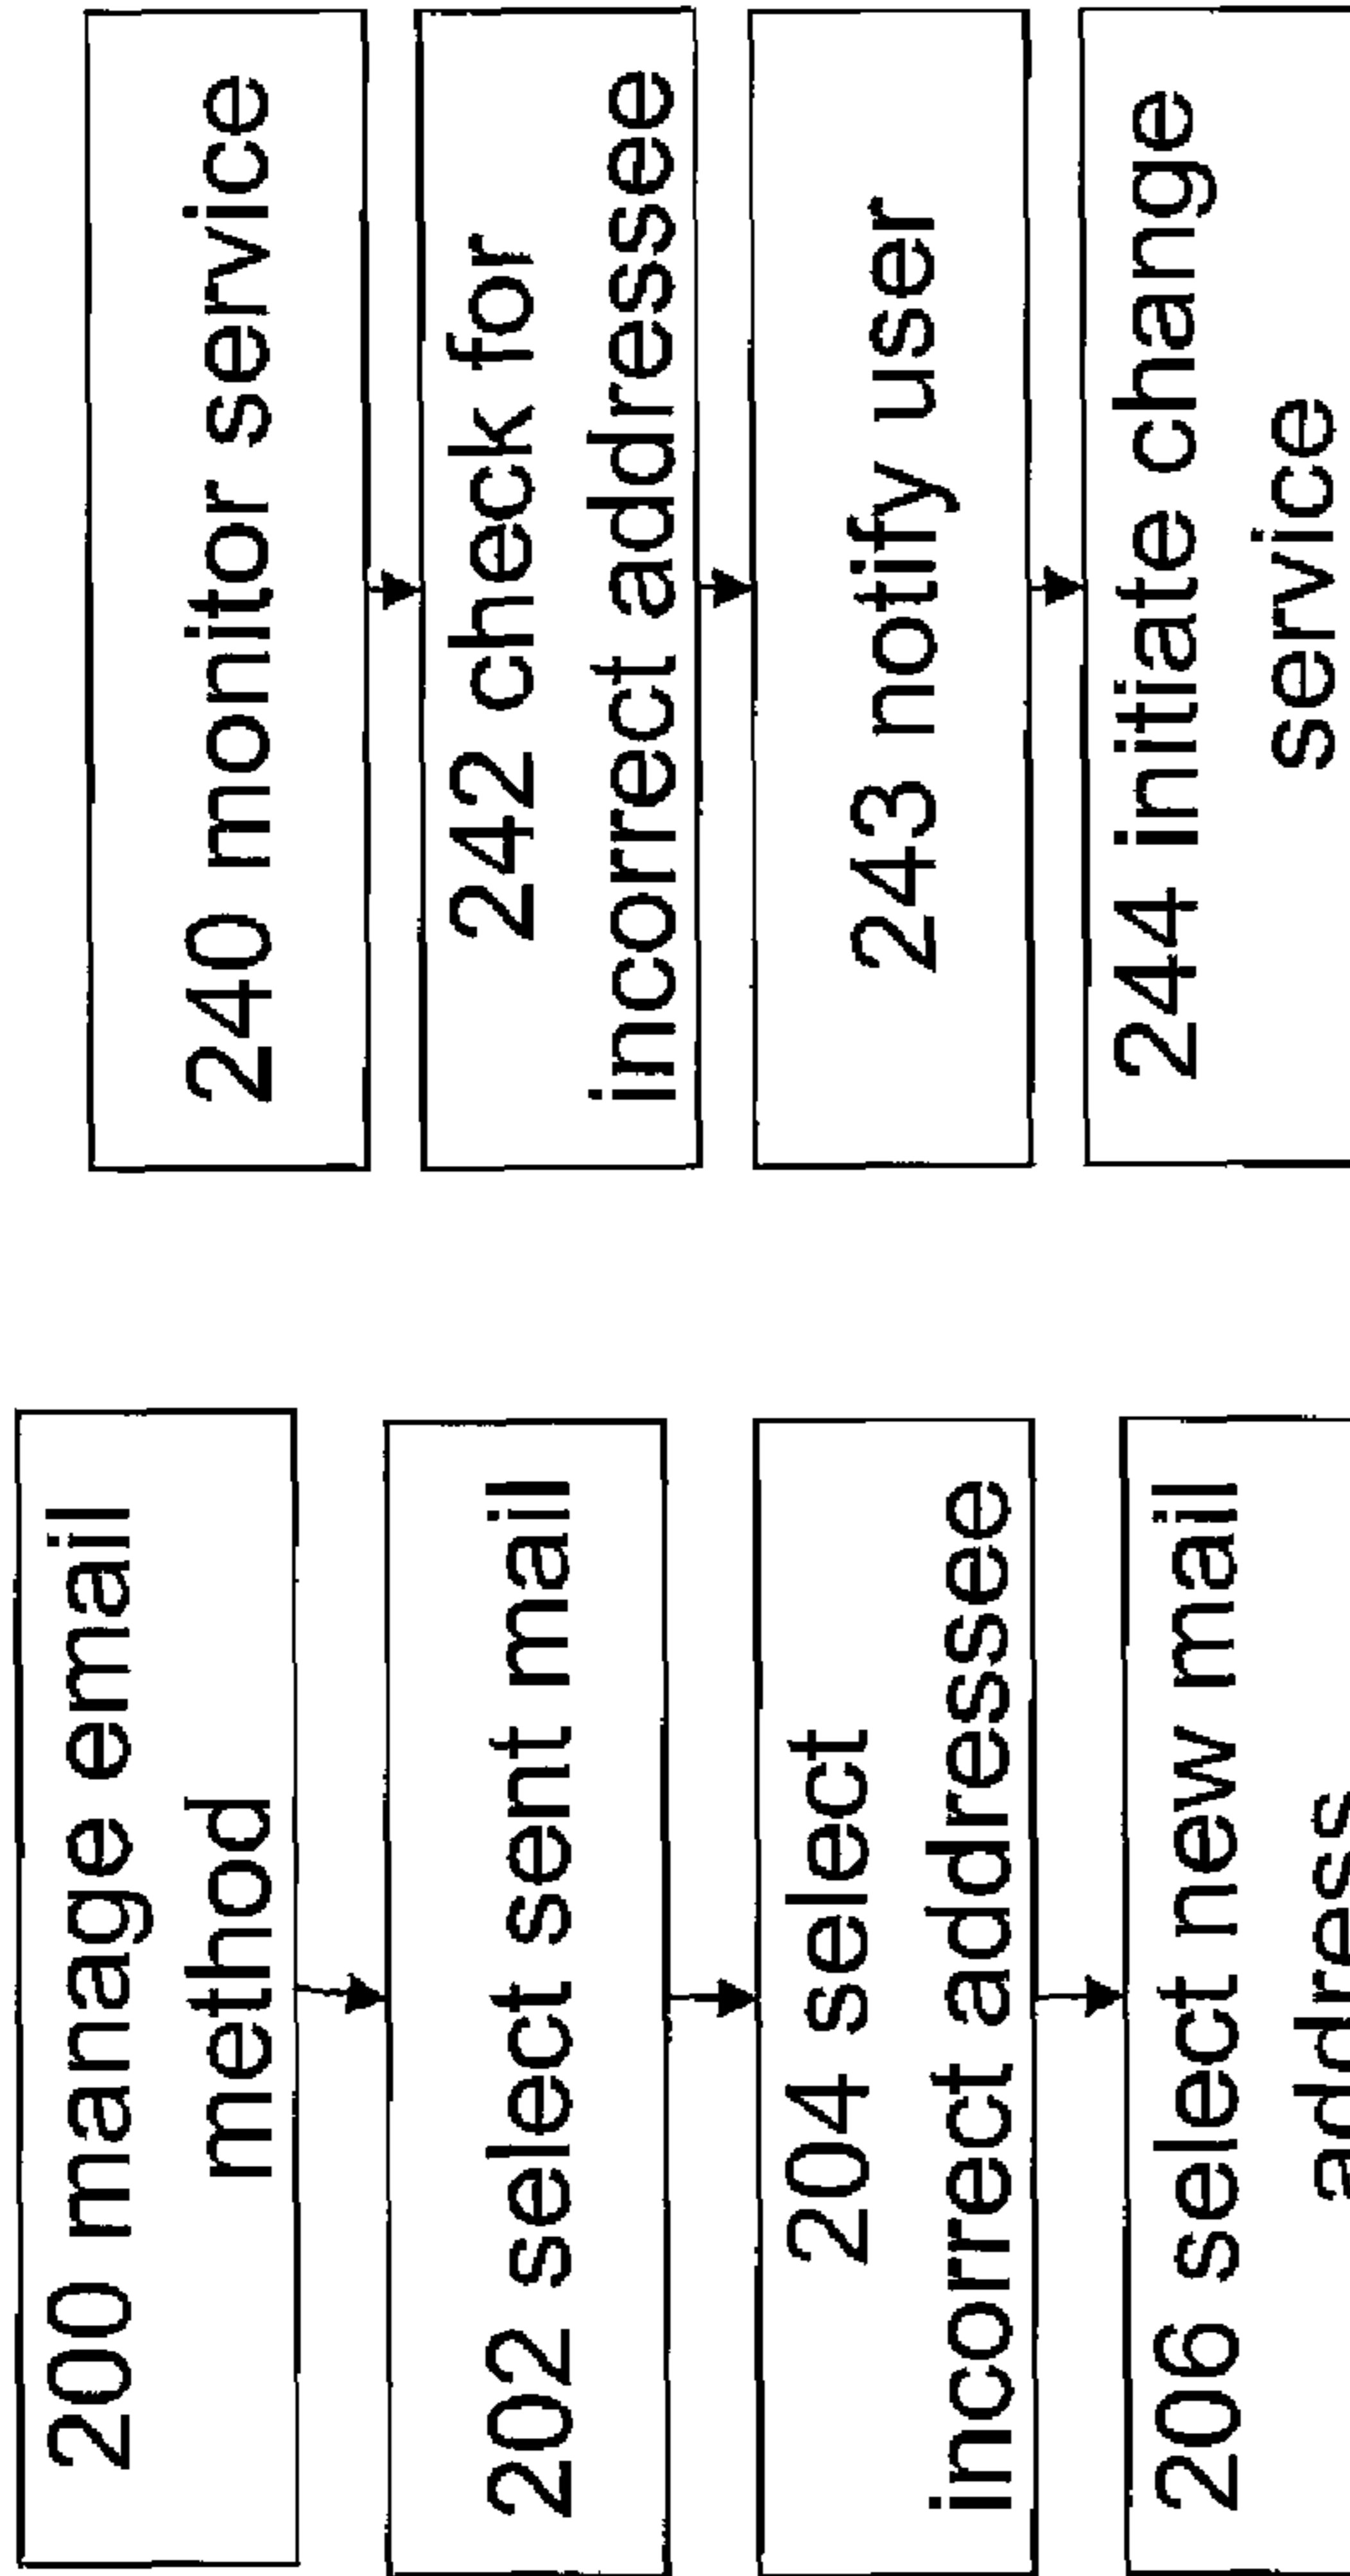 200 manage email
method
202 select sent mail
204 select
incorrect addressee
206 select new mail
address
240 monitor service
242 check for
incorrect addressee
243 notify user
244 initiate change
service